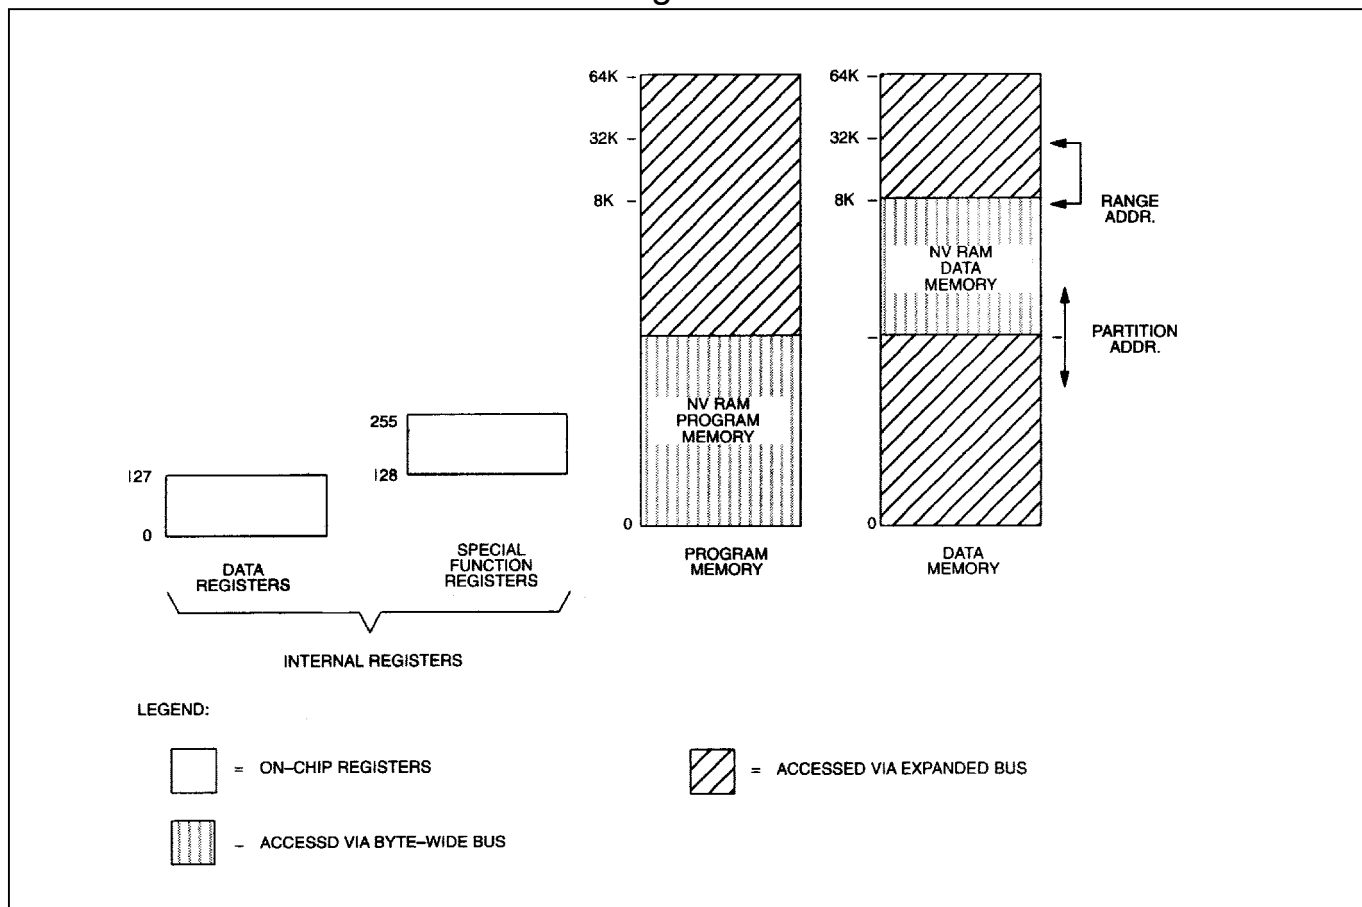 64K
32K
8K
0
NV RAM
PROGRAM
MEMORY
PROGRAM
MEMORY
64K
32K
8K
0
NV RAM
DATA
MEMORY
DATA
MEMORY
RANGE
ADDR.
PARTITION
ADDR.
127
0
DATA
REGISTERS
255
128
SPECIAL
FUNCTION
REGISTERS
INTERNAL REGISTERS
LEGEND:
= ON–CHIP REGISTERS
= ACCESSED VIA EXPANDED BUS
– ACCESSD VIA BYTE–WIDE BUS